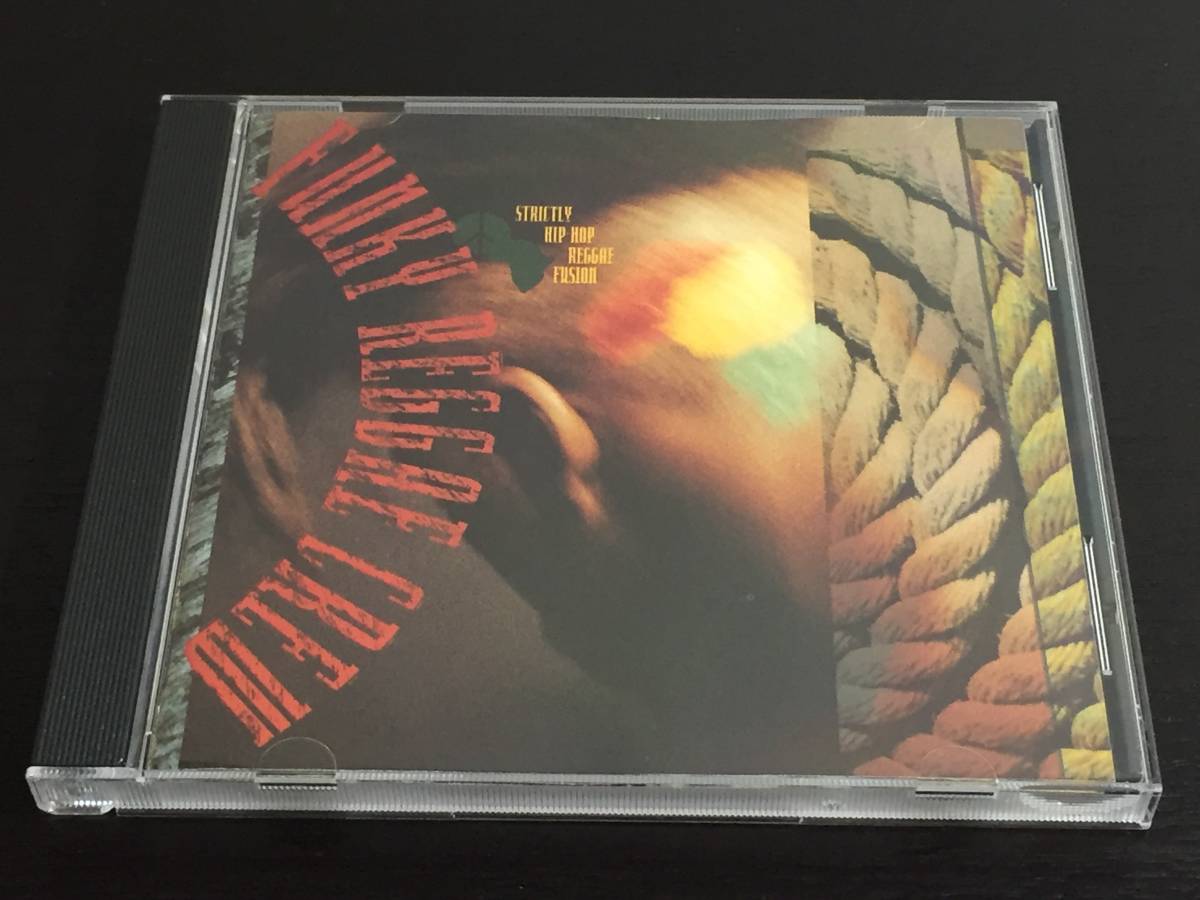 FUNKY REGGAE CREW
STRICTLY
HIP HOP
REGGAE
FUSION